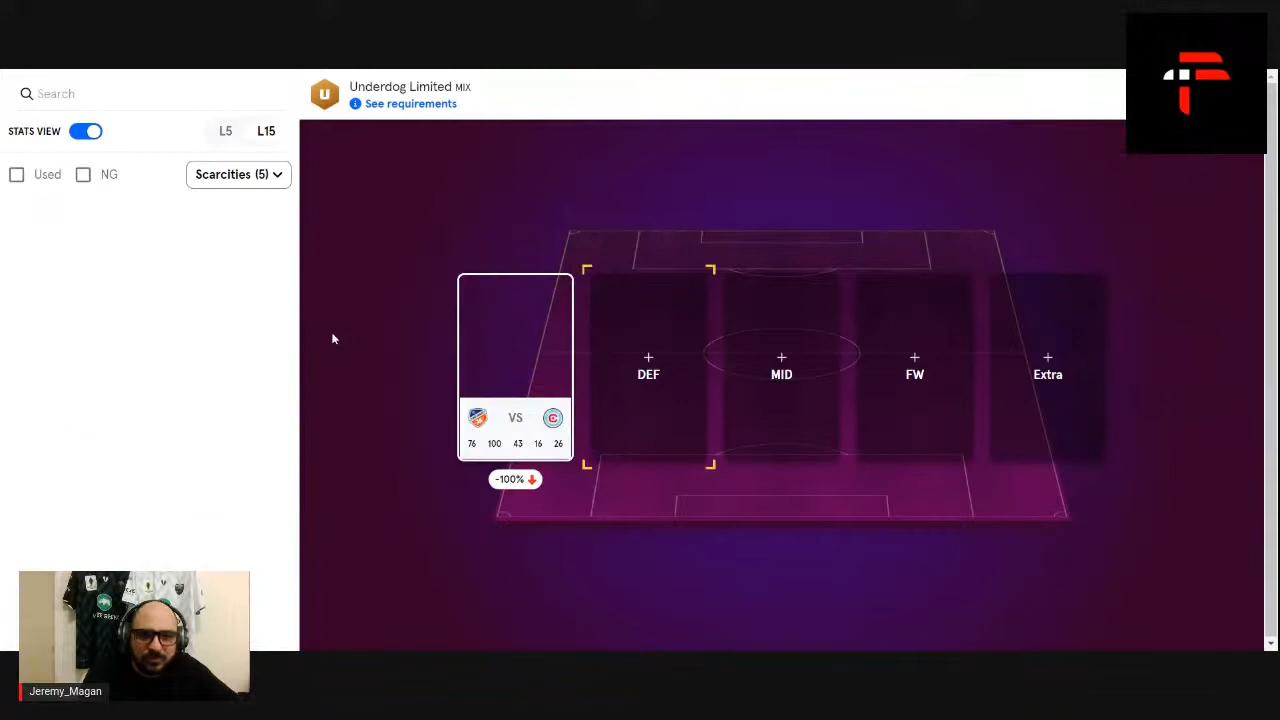 Search
STATS VIEW
L5 L15
Used NG Scarcities (5)
U Underdog Limited MIX
See requirements
VS
76 100 43 16 26
-100%
+ + + +
DEF MID FW Extra
Jeremy_Magan